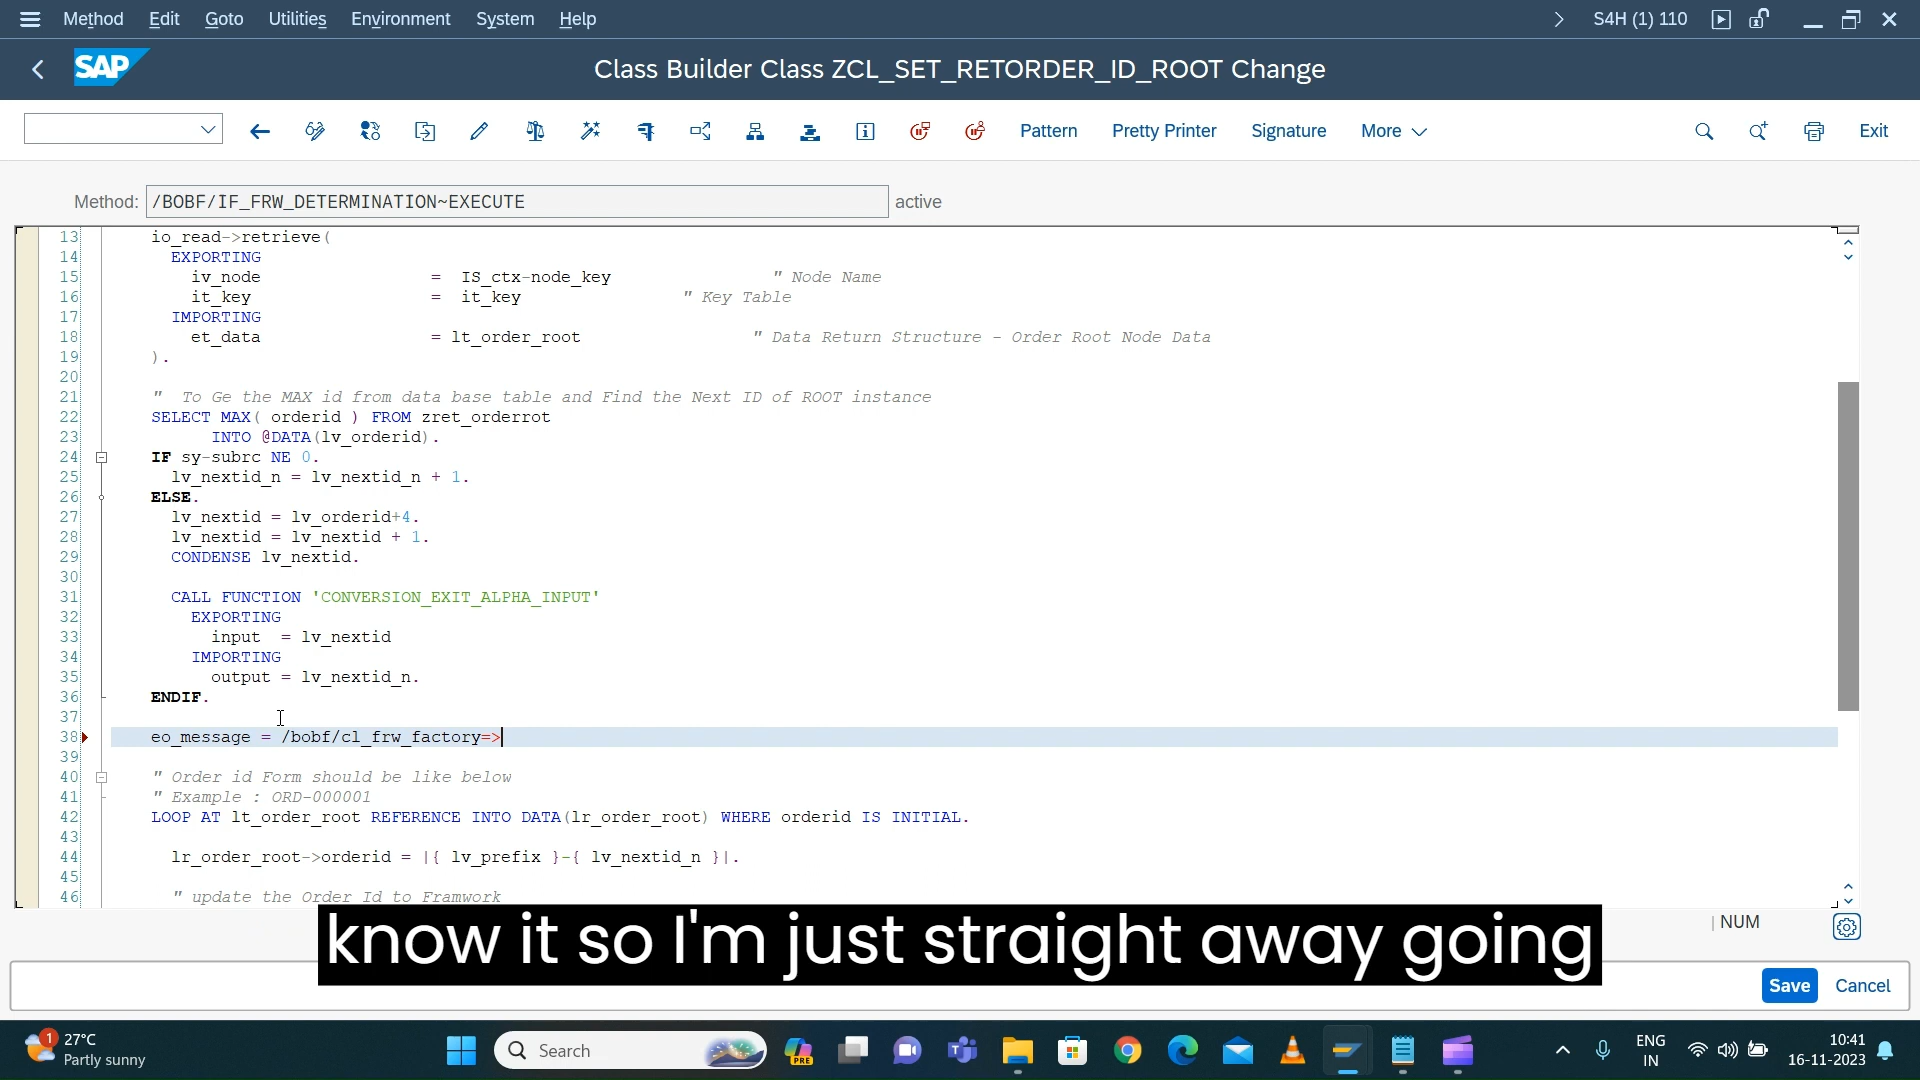 Method Edit Goto Utilities Environment System Help S4H (1) 110
SAP Class Builder Class ZCL_SET_RETORDER_ID_ROOT Change
Pattern Pretty Printer Signature More Exit
Method: /BOBF/IF_FRW_DETERMINATION~EXECUTE active
13 io_read->retrieve(
14 EXPORTING
15 iv_node = IS_ctx-node_key " Node Name
16 it_key = it_key " Key Table
17 IMPORTING
18 et_data = lt_order_root " Data Return Structure - Order Root Node Data
19 ).
20
21 " To Ge the MAX id from data base table and Find the Next ID of ROOT instance
22 SELECT MAX( orderid ) FROM zret_orderrot
23 INTO @DATA(lv_orderid).
24 IF sy-subrc NE 0.
25 lv_nextid_n = lv_nextid_n + 1.
26 ELSE.
27 lv_nextid = lv_orderid+4.
28 lv_nextid = lv_nextid + 1.
29 CONDENSE lv_nextid.
30
31 CALL FUNCTION 'CONVERSION_EXIT_ALPHA_INPUT'
32 EXPORTING
33 input = lv_nextid
34 IMPORTING
35 output = lv_nextid_n.
36 ENDIF.
37
38 eo_message = /bobf/cl_frw_factory=>
39
40 " Order id Form should be like below
41 " Example : ORD-000001
42 LOOP AT lt_order_root REFERENCE INTO DATA(lr_order_root) WHERE orderid IS INITIAL.
43
44 lr_order_root->orderid = |{ lv_prefix }-{ lv_nextid_n }|.
45
46 " update the Order Id to Framwork
NUM
know it so I'm just straight away going
Save Cancel
1 27°C
Partly sunny
Search
PRE
ENG
IN
10:41
16-11-2023